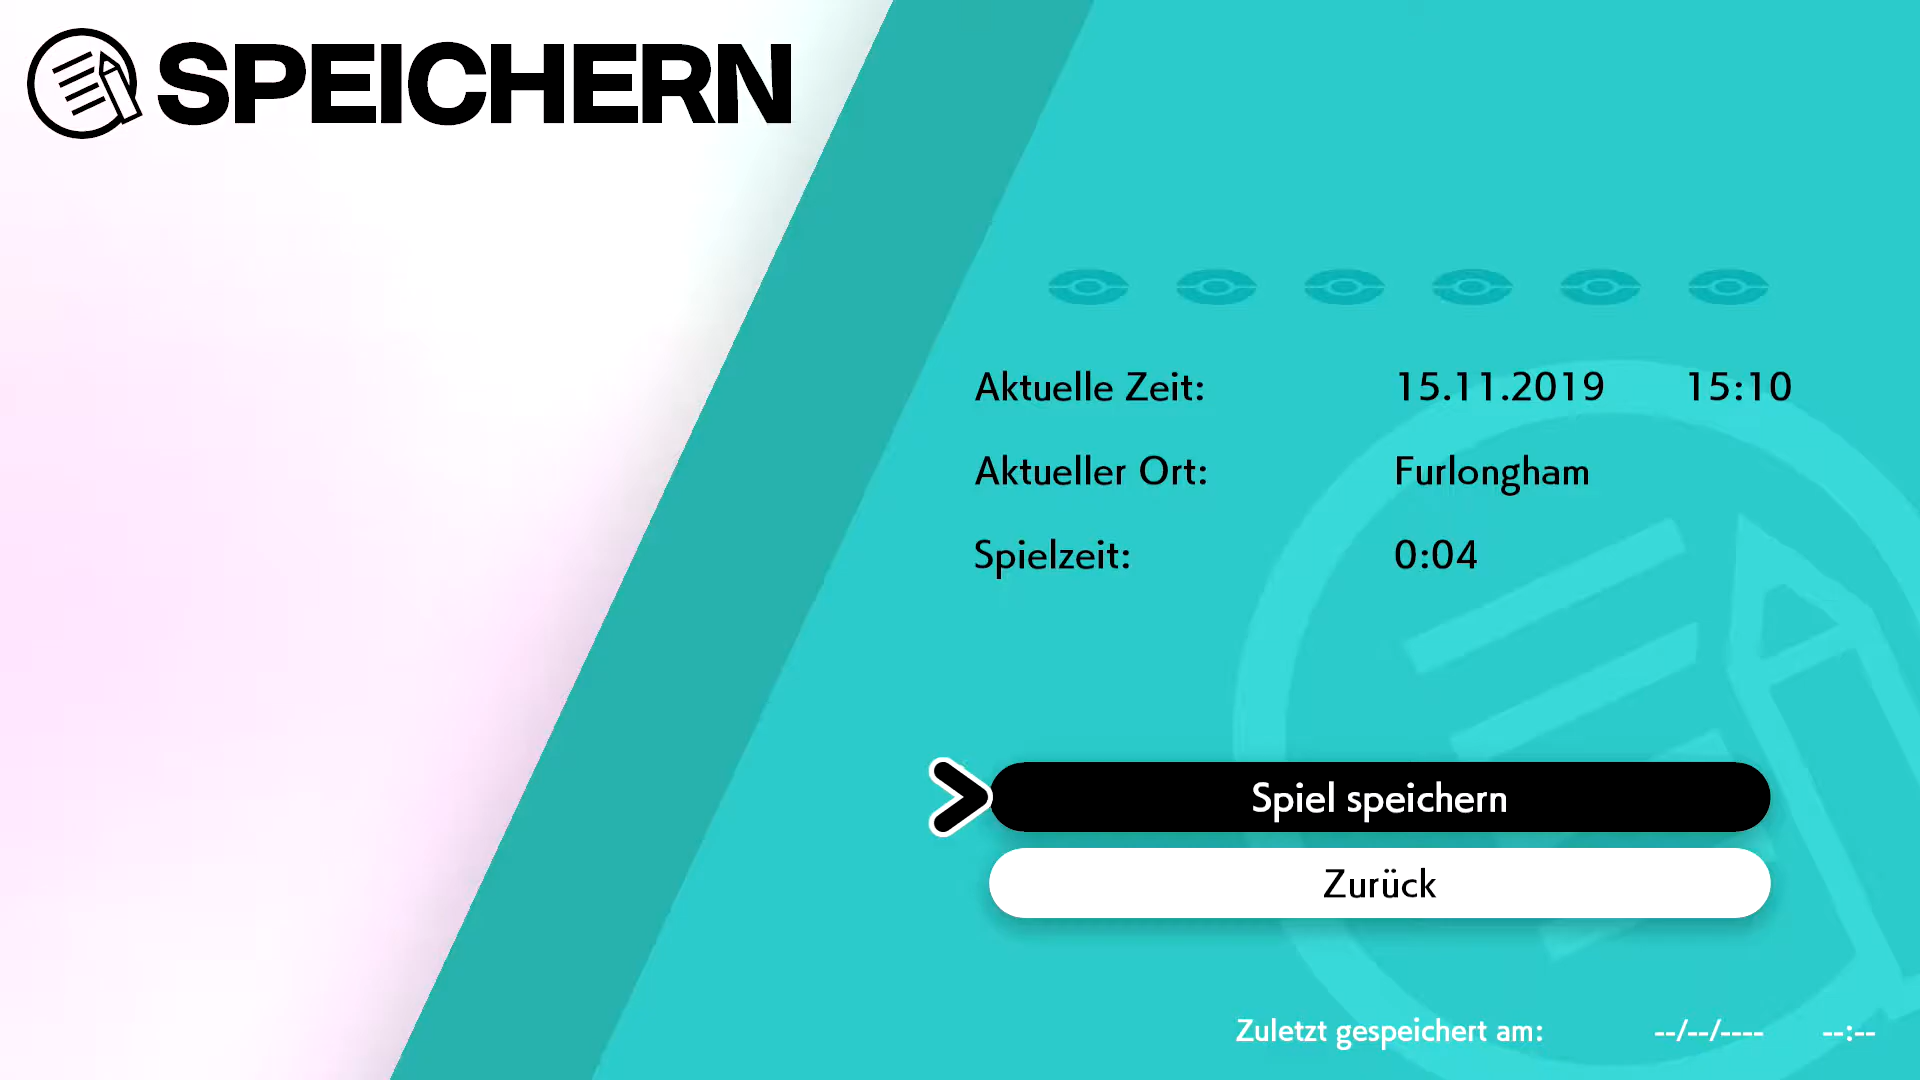 SPEICHERN
Aktuelle Zeit: 15.11.2019 15:10
Aktueller Ort: Furlongham
Spielzeit: 0:04
Spiel speichern
Zurück
Zuletzt gespeichert am: --/--/---- --:--